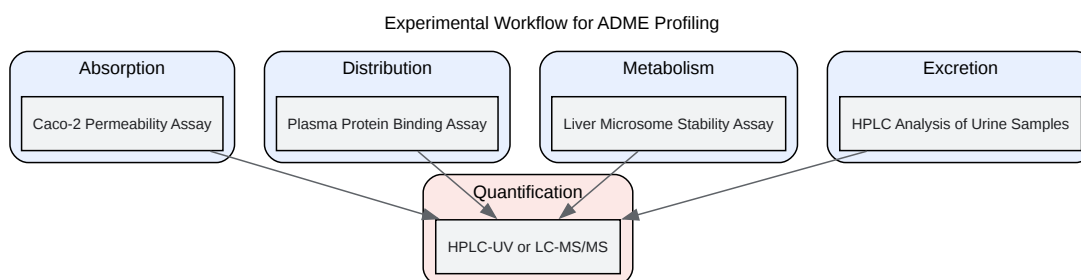 Experimental Workflow for ADME Profiling
Absorption
Distribution
Metabolism
Excretion
Caco-2 Permeability Assay
Plasma Protein Binding Assay
Liver Microsome Stability Assay
HPLC Analysis of Urine Samples
Quantification
HPLC-UV or LC-MS/MS